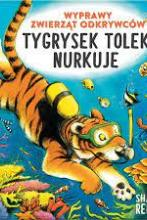 WYPRAWY
ZWIERZĄT ODKRYWCÓW
TYGRYSEK TOLEK
NURKUJE